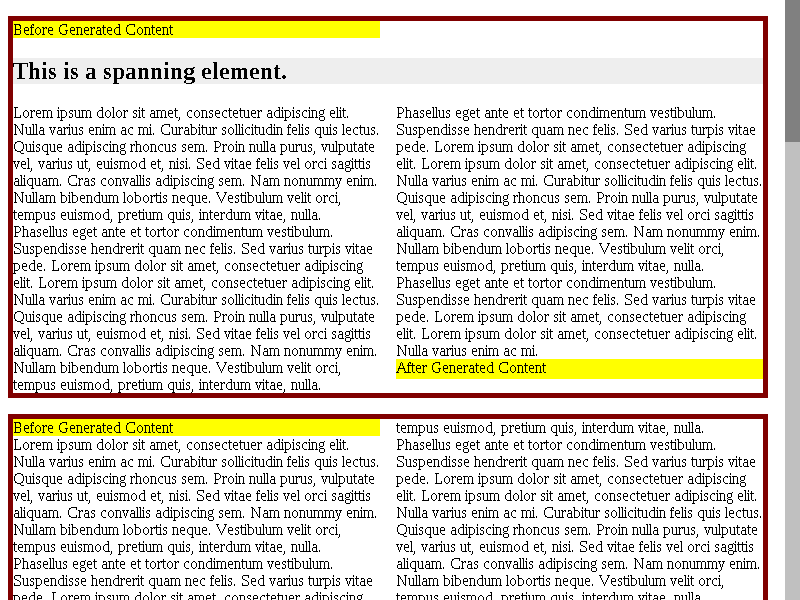 Before Generated Content
This is a spanning element.
Lorem ipsum dolor sit amet, consectetuer adipiscing elit.
Nulla varius enim ac mi. Curabitur sollicitudin felis quis lectus.
Quisque adipiscing rhoncus sem. Proin nulla purus, vulputate
vel, varius ut, euismod et, nisi. Sed vitae felis vel orci sagittis
aliquam. Cras convallis adipiscing sem. Nam nonummy enim.
Nullam bibendum lobortis neque. Vestibulum velit orci,
tempus euismod, pretium quis, interdum vitae, nulla.
Phasellus eget ante et tortor condimentum vestibulum.
Suspendisse hendrerit quam nec felis. Sed varius turpis vitae
pede. Lorem ipsum dolor sit amet, consectetuer adipiscing
elit. Lorem ipsum dolor sit amet, consectetuer adipiscing elit.
Nulla varius enim ac mi. Curabitur sollicitudin felis quis lectus.
Quisque adipiscing rhoncus sem. Proin nulla purus, vulputate
vel, varius ut, euismod et, nisi. Sed vitae felis vel orci sagittis
aliquam. Cras convallis adipiscing sem. Nam nonummy enim.
Nullam bibendum lobortis neque. Vestibulum velit orci,
tempus euismod, pretium quis, interdum vitae, nulla.
Phasellus eget ante et tortor condimentum vestibulum.
Suspendisse hendrerit quam nec felis. Sed varius turpis vitae
pede. Lorem ipsum dolor sit amet, consectetuer adipiscing
elit. Lorem ipsum dolor sit amet, consectetuer adipiscing elit.
Nulla varius enim ac mi. Curabitur sollicitudin felis quis lectus.
Quisque adipiscing rhoncus sem. Proin nulla purus, vulputate
vel, varius ut, euismod et, nisi. Sed vitae felis vel orci sagittis
aliquam. Cras convallis adipiscing sem. Nam nonummy enim.
Nullam bibendum lobortis neque. Vestibulum velit orci,
tempus euismod, pretium quis, interdum vitae, nulla.
Phasellus eget ante et tortor condimentum vestibulum.
Suspendisse hendrerit quam nec felis. Sed varius turpis vitae
pede. Lorem ipsum dolor sit amet, consectetuer adipiscing
elit. Lorem ipsum dolor sit amet, consectetuer adipiscing elit.
Nulla varius enim ac mi.
After Generated Content
Before Generated Content
Lorem ipsum dolor sit amet, consectetuer adipiscing elit.
Nulla varius enim ac mi. Curabitur sollicitudin felis quis lectus.
Quisque adipiscing rhoncus sem. Proin nulla purus, vulputate
vel, varius ut, euismod et, nisi. Sed vitae felis vel orci sagittis
aliquam. Cras convallis adipiscing sem. Nam nonummy enim.
Nullam bibendum lobortis neque. Vestibulum velit orci,
tempus euismod, pretium quis, interdum vitae, nulla.
Phasellus eget ante et tortor condimentum vestibulum.
Suspendisse hendrerit quam nec felis. Sed varius turpis vitae
pede. Lorem ipsum dolor sit amet, consectetuer adipiscing
tempus euismod, pretium quis, interdum vitae, nulla.
Phasellus eget ante et tortor condimentum vestibulum.
Suspendisse hendrerit quam nec felis. Sed varius turpis vitae
pede. Lorem ipsum dolor sit amet, consectetuer adipiscing
elit. Lorem ipsum dolor sit amet, consectetuer adipiscing elit.
Nulla varius enim ac mi. Curabitur sollicitudin felis quis lectus.
Quisque adipiscing rhoncus sem. Proin nulla purus, vulputate
vel, varius ut, euismod et, nisi. Sed vitae felis vel orci sagittis
aliquam. Cras convallis adipiscing sem. Nam nonummy enim.
Nullam bibendum lobortis neque. Vestibulum velit orci,
tempus euismod, pretium quis, interdum vitae, nulla.